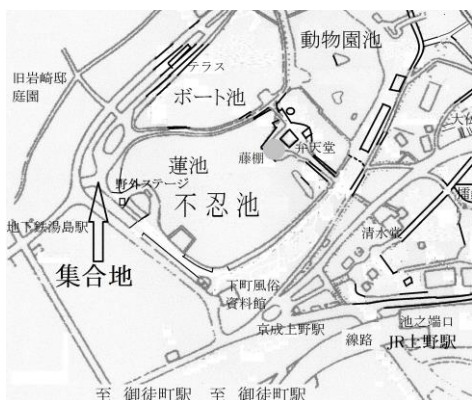 動物園池
旧岩崎邸
庭園
テラス
ボート池
弁天堂
藤棚
蓮池
野外ステージ
不忍池
地下鉄湯島駅
清水堂
集合地
下町風俗
資料館
京成上野駅
池之端口
線路
JR上野駅
至 御徒町駅
至 御徒町駅